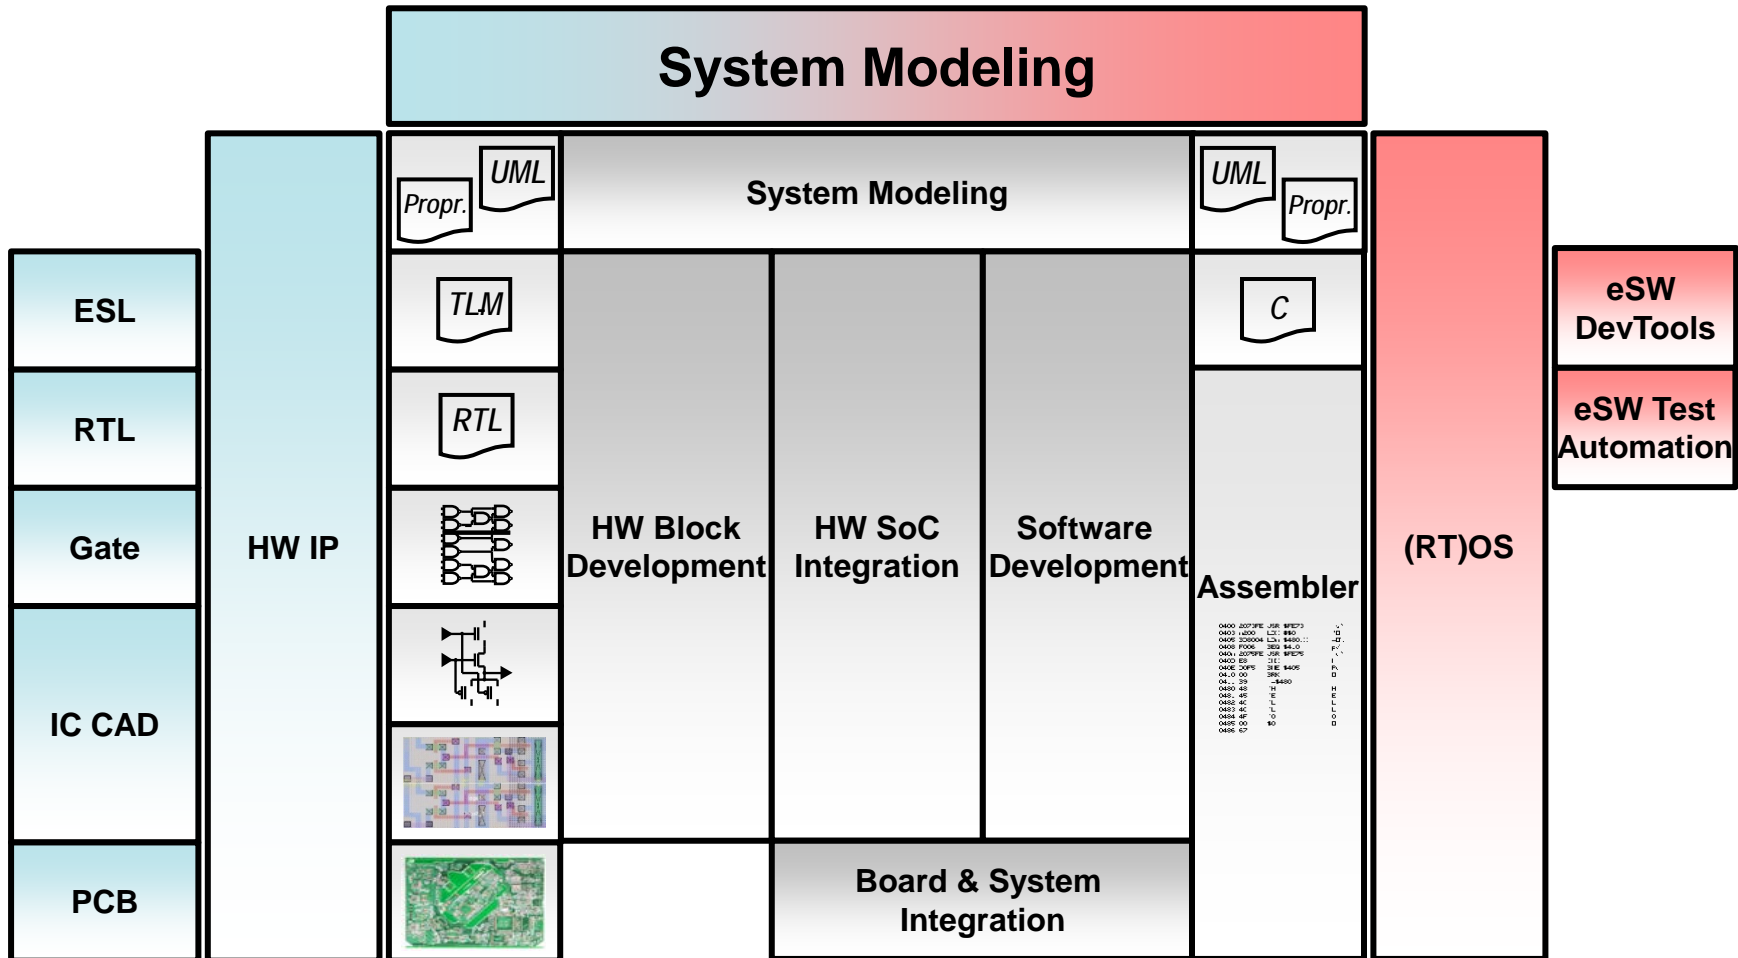 System Modeling
UML
Propr.
System Modeling
UML
Propr.
ESL
TLM
C
eSW
DevTools
RTL
RTL
eSW Test
Automation
Gate
HW IP
HW Block
Development
HW SoC
Integration
Software
Development
(RT)OS
Assembler
IC CAD
PCB
Board & System
Integration